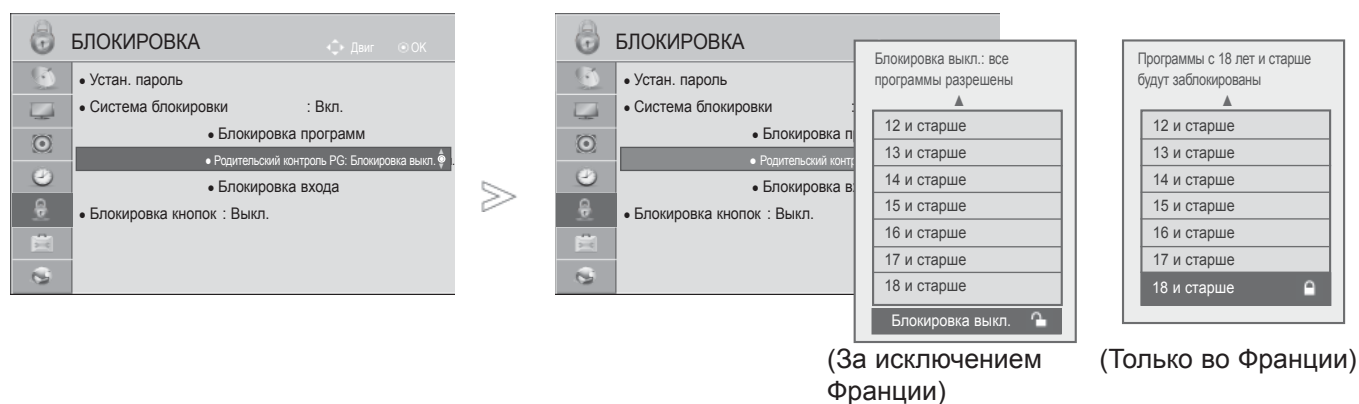 БЛОКИРОВКА
Двиг OK
● Устан. пароль
● Система блокировки : Вкл.
● Блокировка программ
● Родительский контроль PG: Блокировка выкл.
● Блокировка входа
● Блокировка кнопок : Выкл.
БЛОКИРОВКА
● Устан. пароль
● Система блокировки :
● Блокировка п
● Родительский конт
● Блокировка в
● Блокировка кнопок : Выкл.
Блокировка выкл.: все
программы разрешены
12 и старше
13 и старше
14 и старше
15 и старше
16 и старше
17 и старше
18 и старше
Блокировка выкл.
(За исключением
Франции)
Программы с 18 лет и старше
будут заблокированы
12 и старше
13 и старше
14 и старше
15 и старше
16 и старше
17 и старше
18 и старше
(Только во Франции)